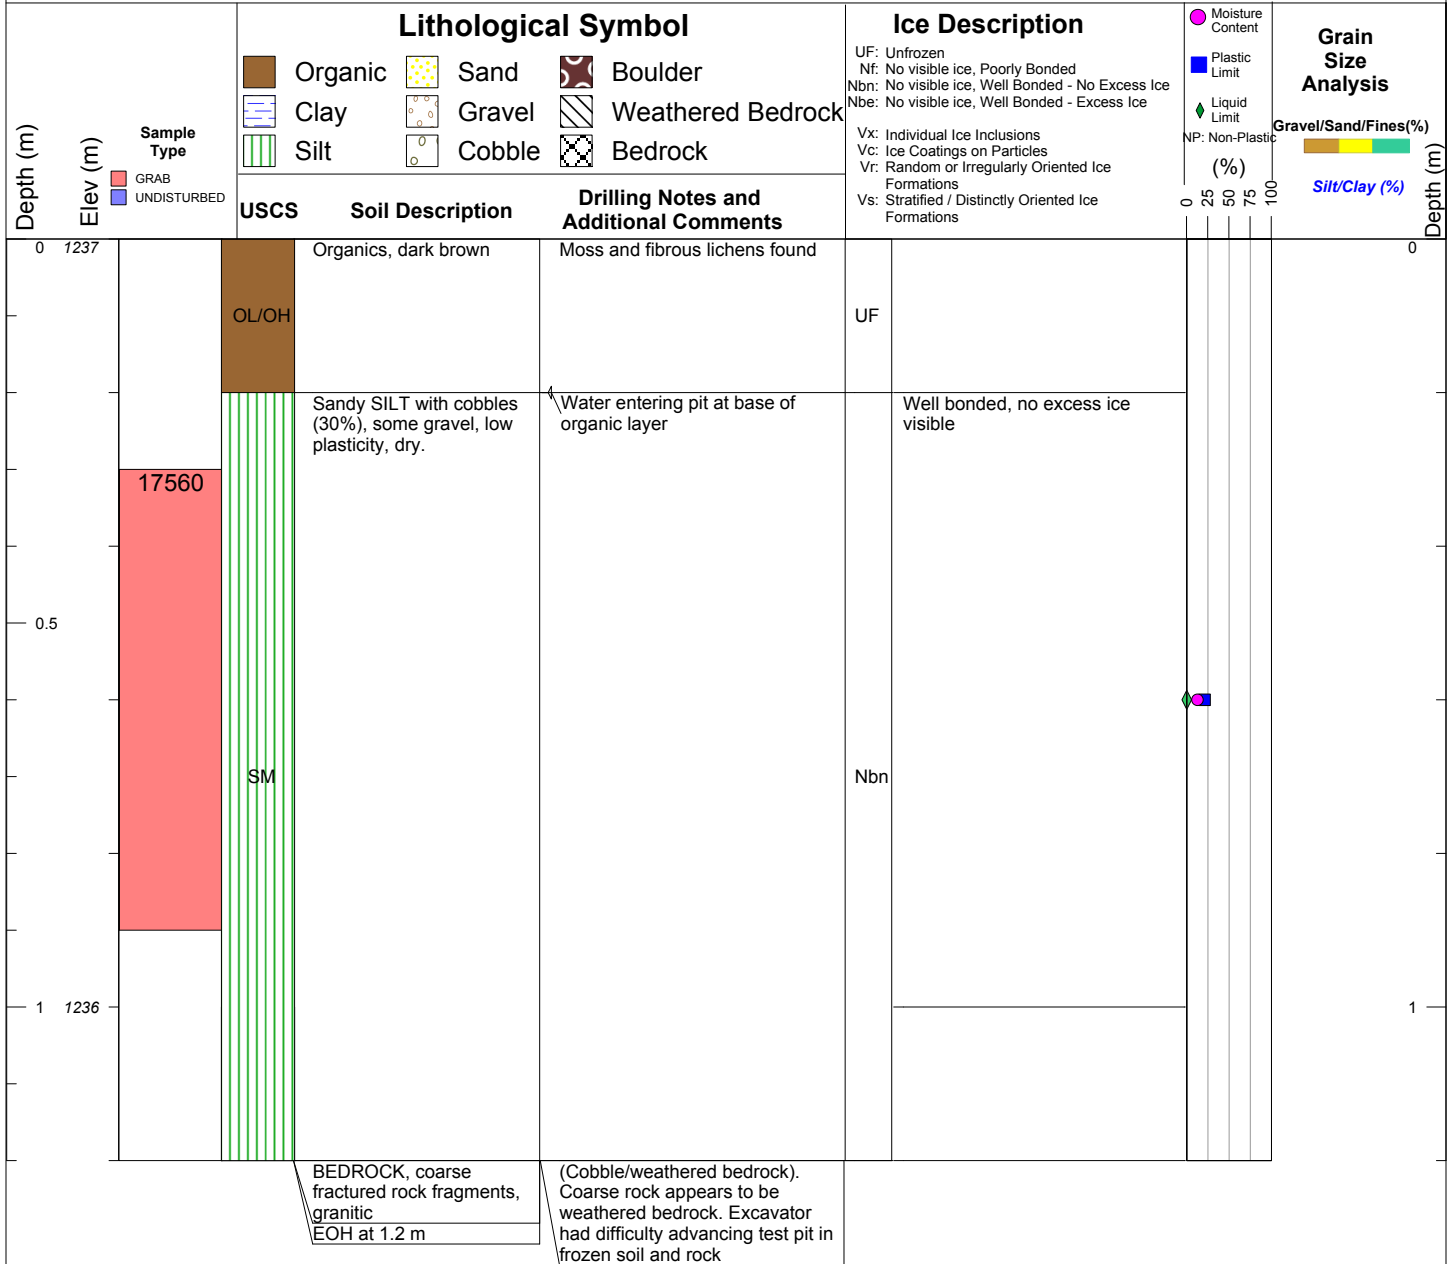 Lithological Symbol
Organic
Sand
Boulder
Clay
Gravel
Weathered Bedrock
Silt
Cobble
Bedrock
Ice Description
UF: Unfrozen
Nf: No visible ice, Poorly Bonded
Nbn: No visible ice, Well Bonded - No Excess Ice
Nbe: No visible ice, Well Bonded - Excess Ice
Vx: Individual Ice Inclusions
Vc: Ice Coatings on Particles
Vr: Random or Irregularly Oriented Ice
Formations
Vs: Stratified / Distinctly Oriented Ice
Formations
Moisture
Content
Plastic
Limit
Liquid
Limit
NP: Non-Plastic
(%)
0 25 50 75 100
Grain
Size
Analysis
Gravel/Sand/Fines(%)
Silt/Clay (%)
Depth (m)
Depth (m)
Elev (m)
Sample
Type
GRAB
UNDISTURBED
USCS
Soil Description
Drilling Notes and
Additional Comments
0 1237
Organics, dark brown
Moss and fibrous lichens found
0
OL/OH
UF
Sandy SILT with cobbles
(30%), some gravel, low
plasticity, dry.
Water entering pit at base of
organic layer
Well bonded, no excess ice
visible
17560
0.5
SM
Nbn
1 1236
1
BEDROCK, coarse
fractured rock fragments,
granitic
EOH at 1.2 m
(Cobble/weathered bedrock).
Coarse rock appears to be
weathered bedrock. Excavator
had difficulty advancing test pit in
frozen soil and rock